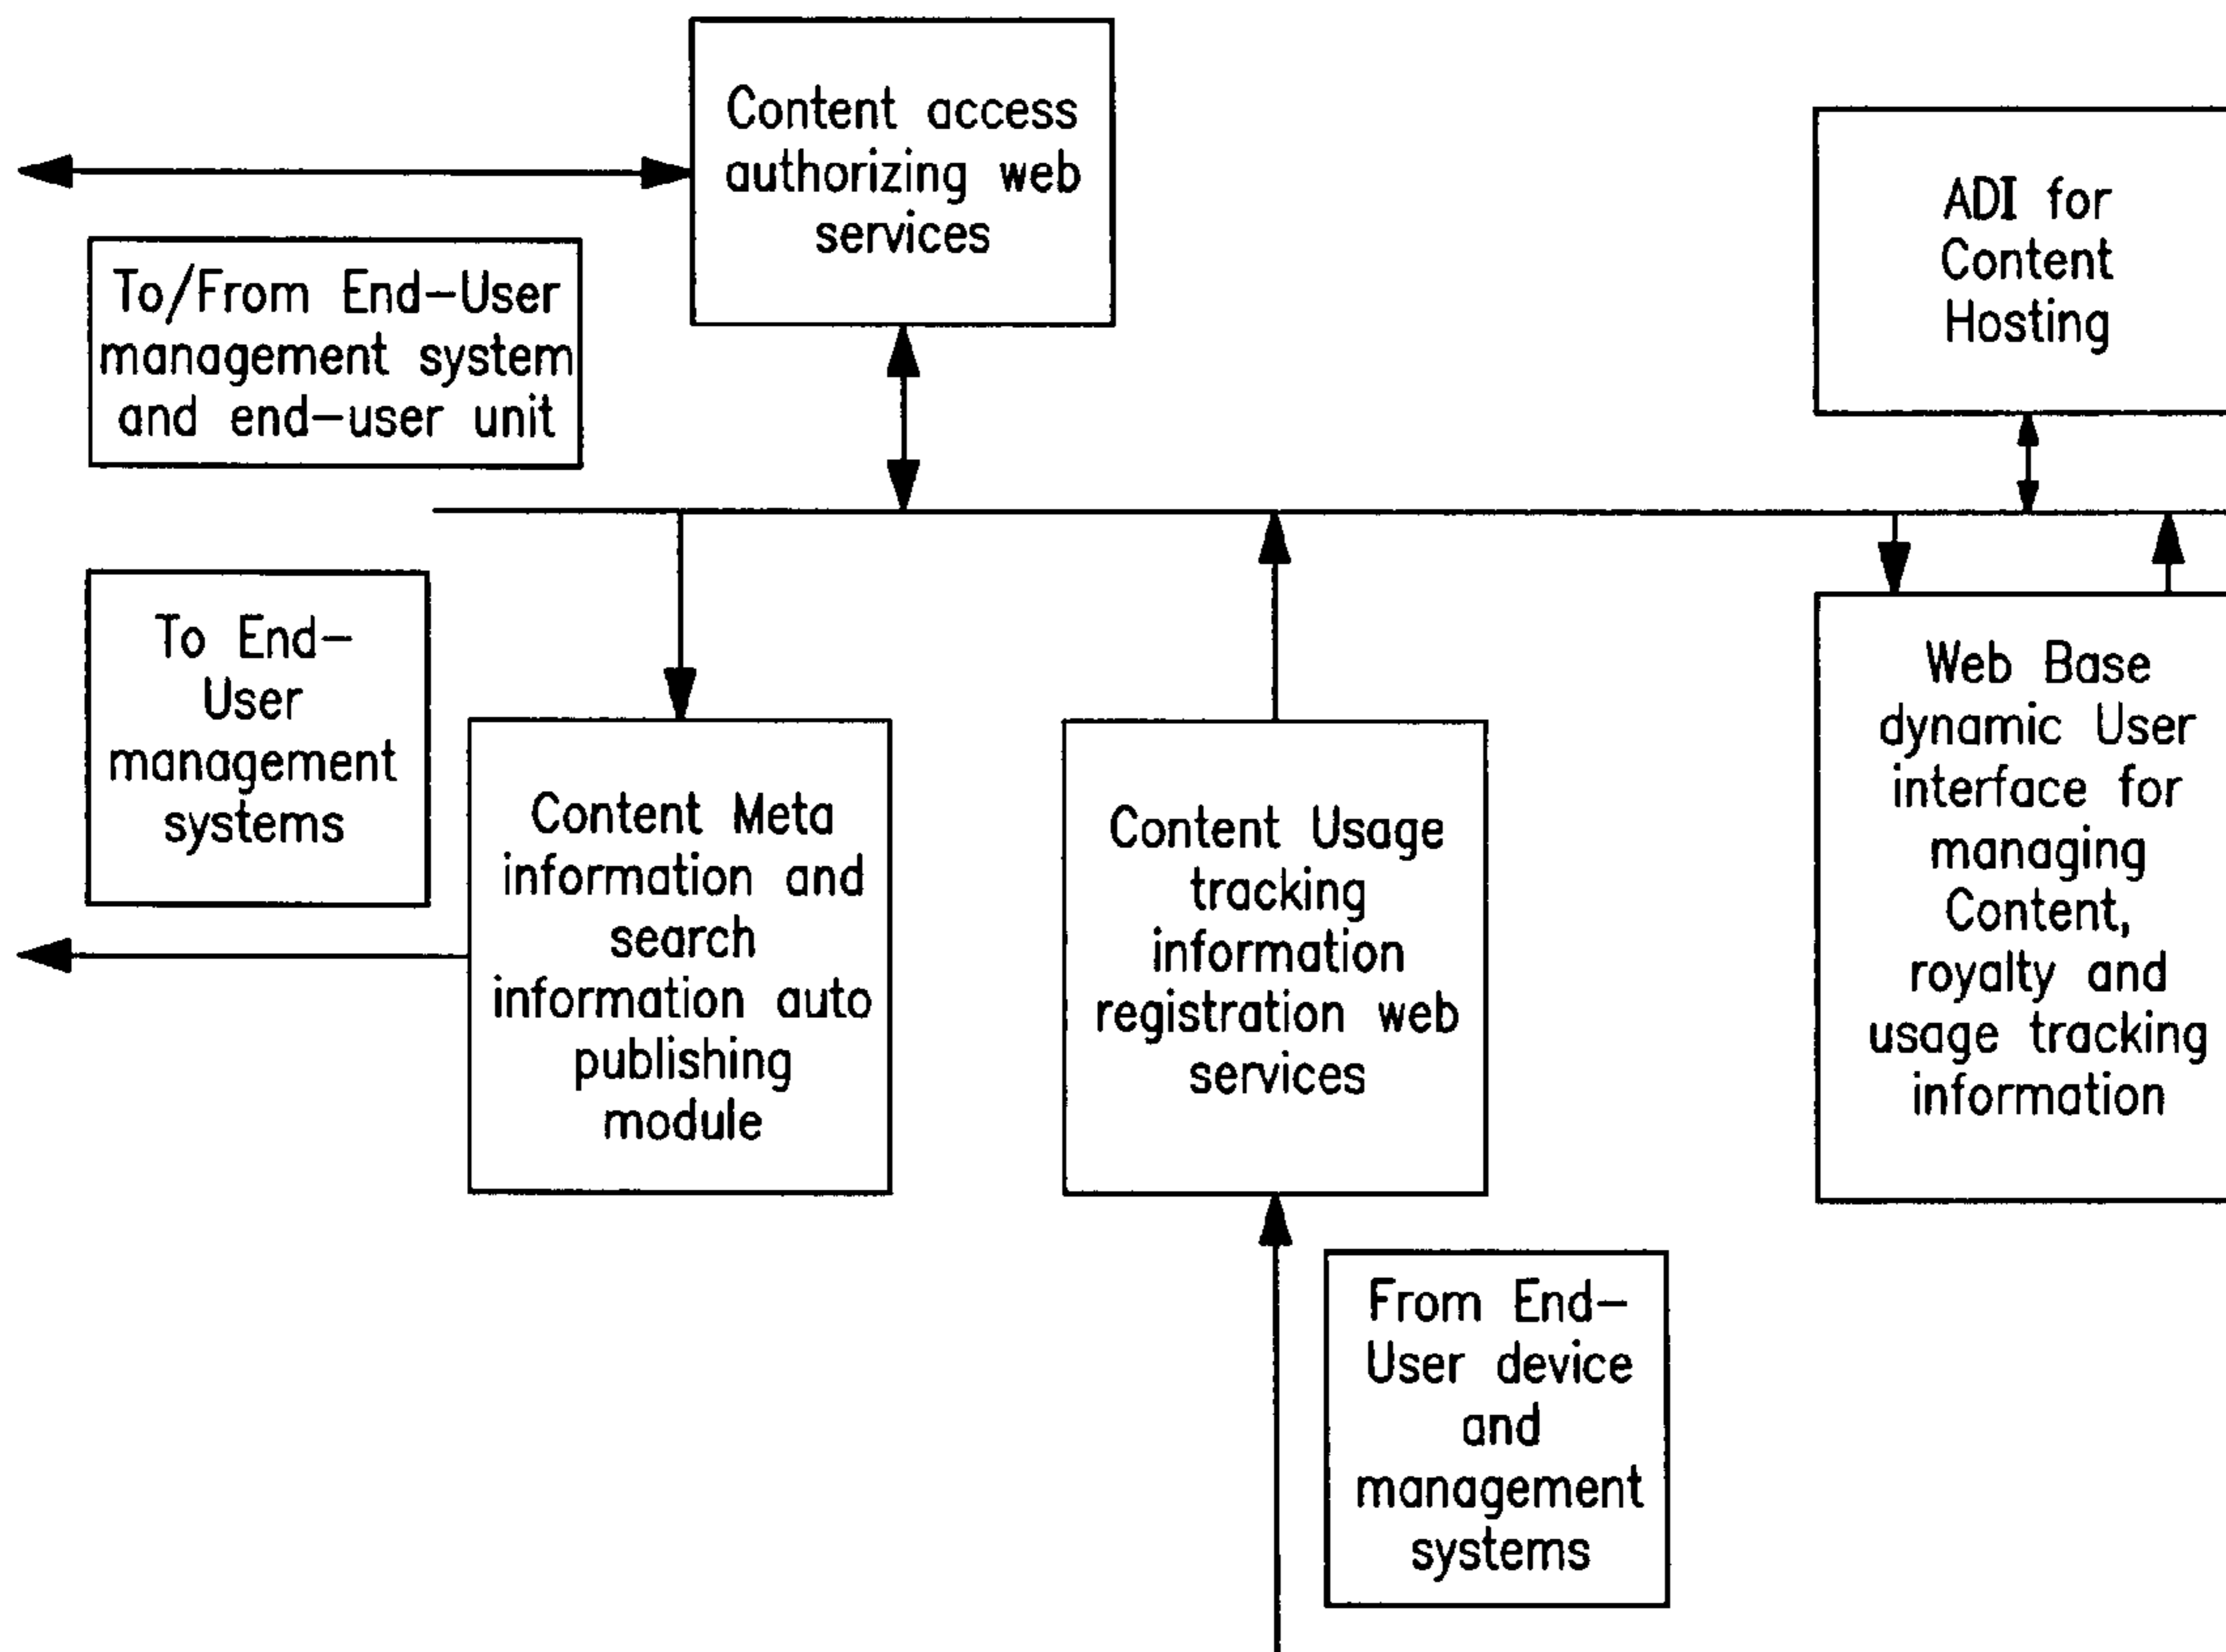 Content access
authorizing web
services
ADI for
Content
Hosting
To/From End-User
management system
and end-user unit
To End-
User
management
systems
Content Meta
information and
search
information auto
publishing
module
Content Usage
tracking
information
registration web
services
Web Base
dynamic User
interface for
managing
Content,
royalty and
usage tracking
information
From End-
User device
and
management
systems